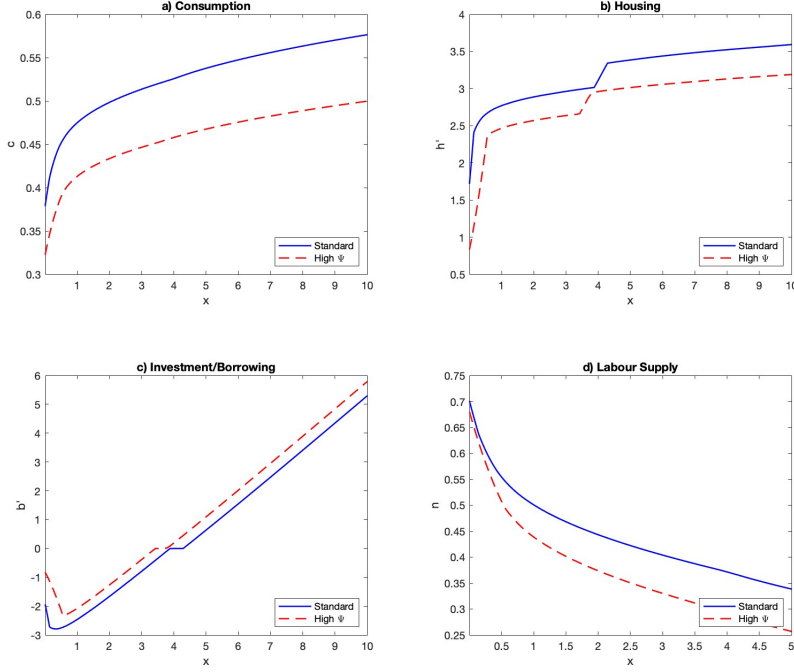 a) Consumption
0.6
0.55
0.5
0.45
0.4
0.35
0.3
c
1 2 3 4 5 6 7 8 9 10
x
Standard
High Ψ
b) Housing
4
3.5
3
2.5
2
1.5
1
0.5
h'
1 2 3 4 5 6 7 8 9 10
x
Standard
High Ψ
c) Investment/Borrowing
6
5
4
3
2
1
0
-1
-2
-3
b'
1 2 3 4 5 6 7 8 9 10
x
Standard
High Ψ
d) Labour Supply
0.75
0.7
0.65
0.6
0.55
0.5
0.45
0.4
0.35
0.3
0.25
n
0.5 1 1.5 2 2.5 3 3.5 4 4.5 5
x
Standard
High Ψ